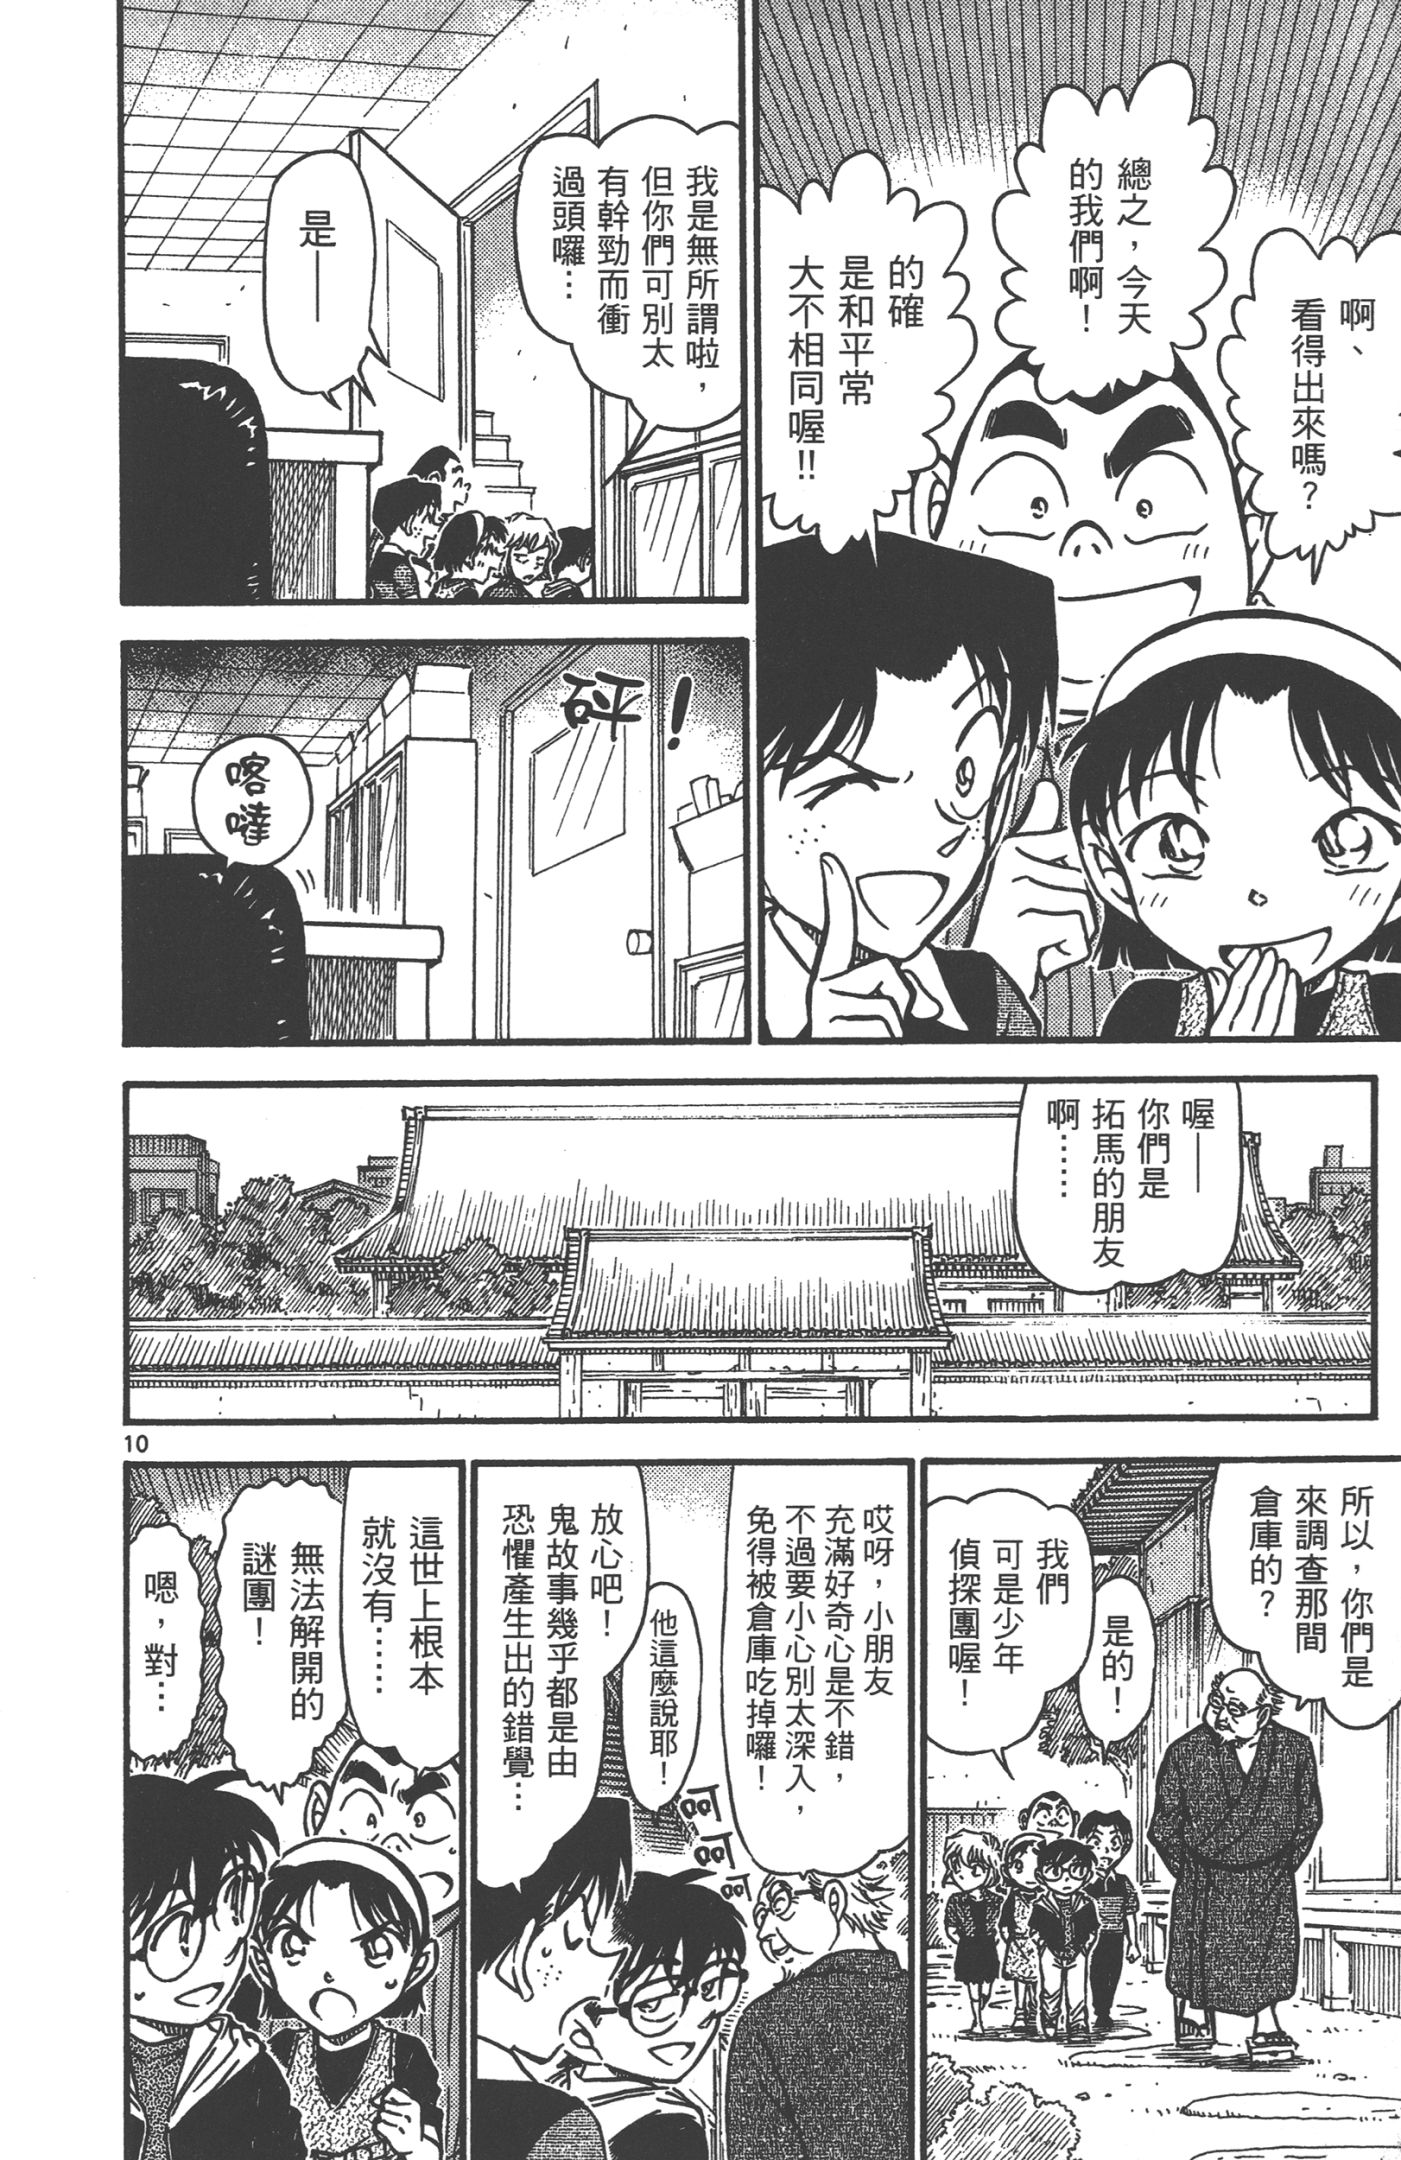 啊、
看得出來嗎？
總之，今天
的我們啊！
的確
是和平常
大不相同喔!!
我是無所謂啦，
但你們可別太
有幹勁而衝
過頭囉…
是——
砰！
喀噠
喔——
你們是
拓馬的朋友
啊……
所以，你們是
來調查那間
倉庫的？
是的！
我們
可是少年
偵探團喔！
哎呀，小朋友
充滿好奇心是不錯，
不過要小心別太深入，
免得被倉庫吃掉囉！
呵
呵
呵
他這麼說耶！
放心吧！
鬼故事幾乎都是由
恐懼產生出的錯覺…
這世上根本
就沒有……
無法解開的
謎團！
嗯，對…
10